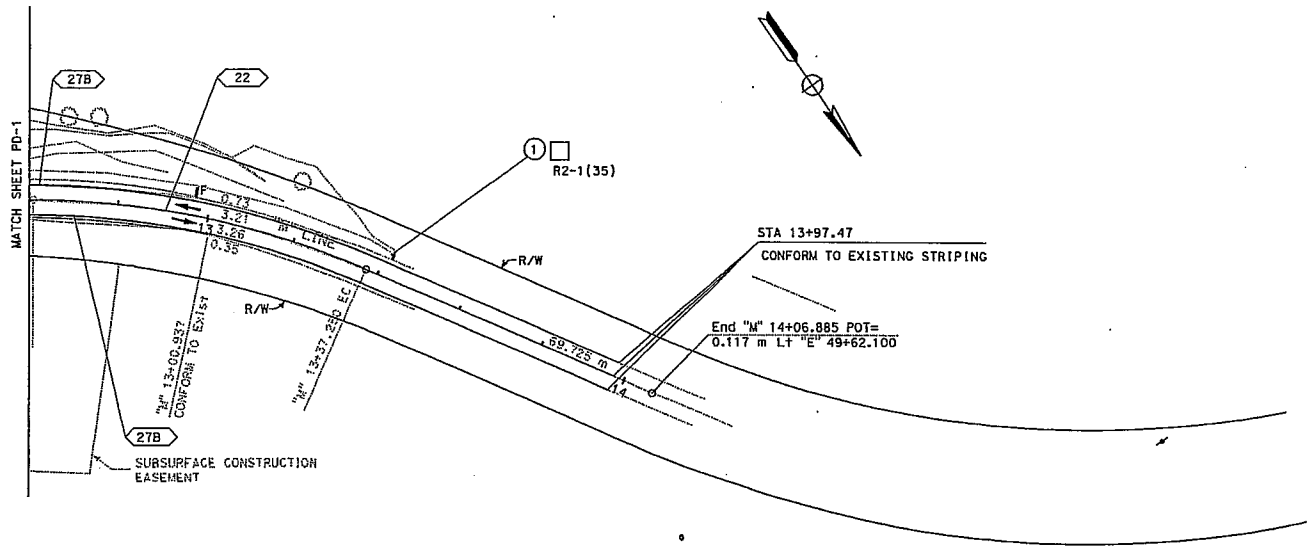 MATCH SHEET PD-1
27B
22
1
R2-1(35)
F
0.73
3.21
"M" LINE
13
3.26
0.35
R/W
R/W
STA 13+97.47
CONFORM TO EXISTING STRIPING
End "M" 14+06.885 POT=
0.117 m Lt "E" 49+62.100
69.725 m
14
"M" 13+00.937
CONFORM TO Exist
"M" 13+37.280 EC
27B
SUBSURFACE CONSTRUCTION
EASEMENT